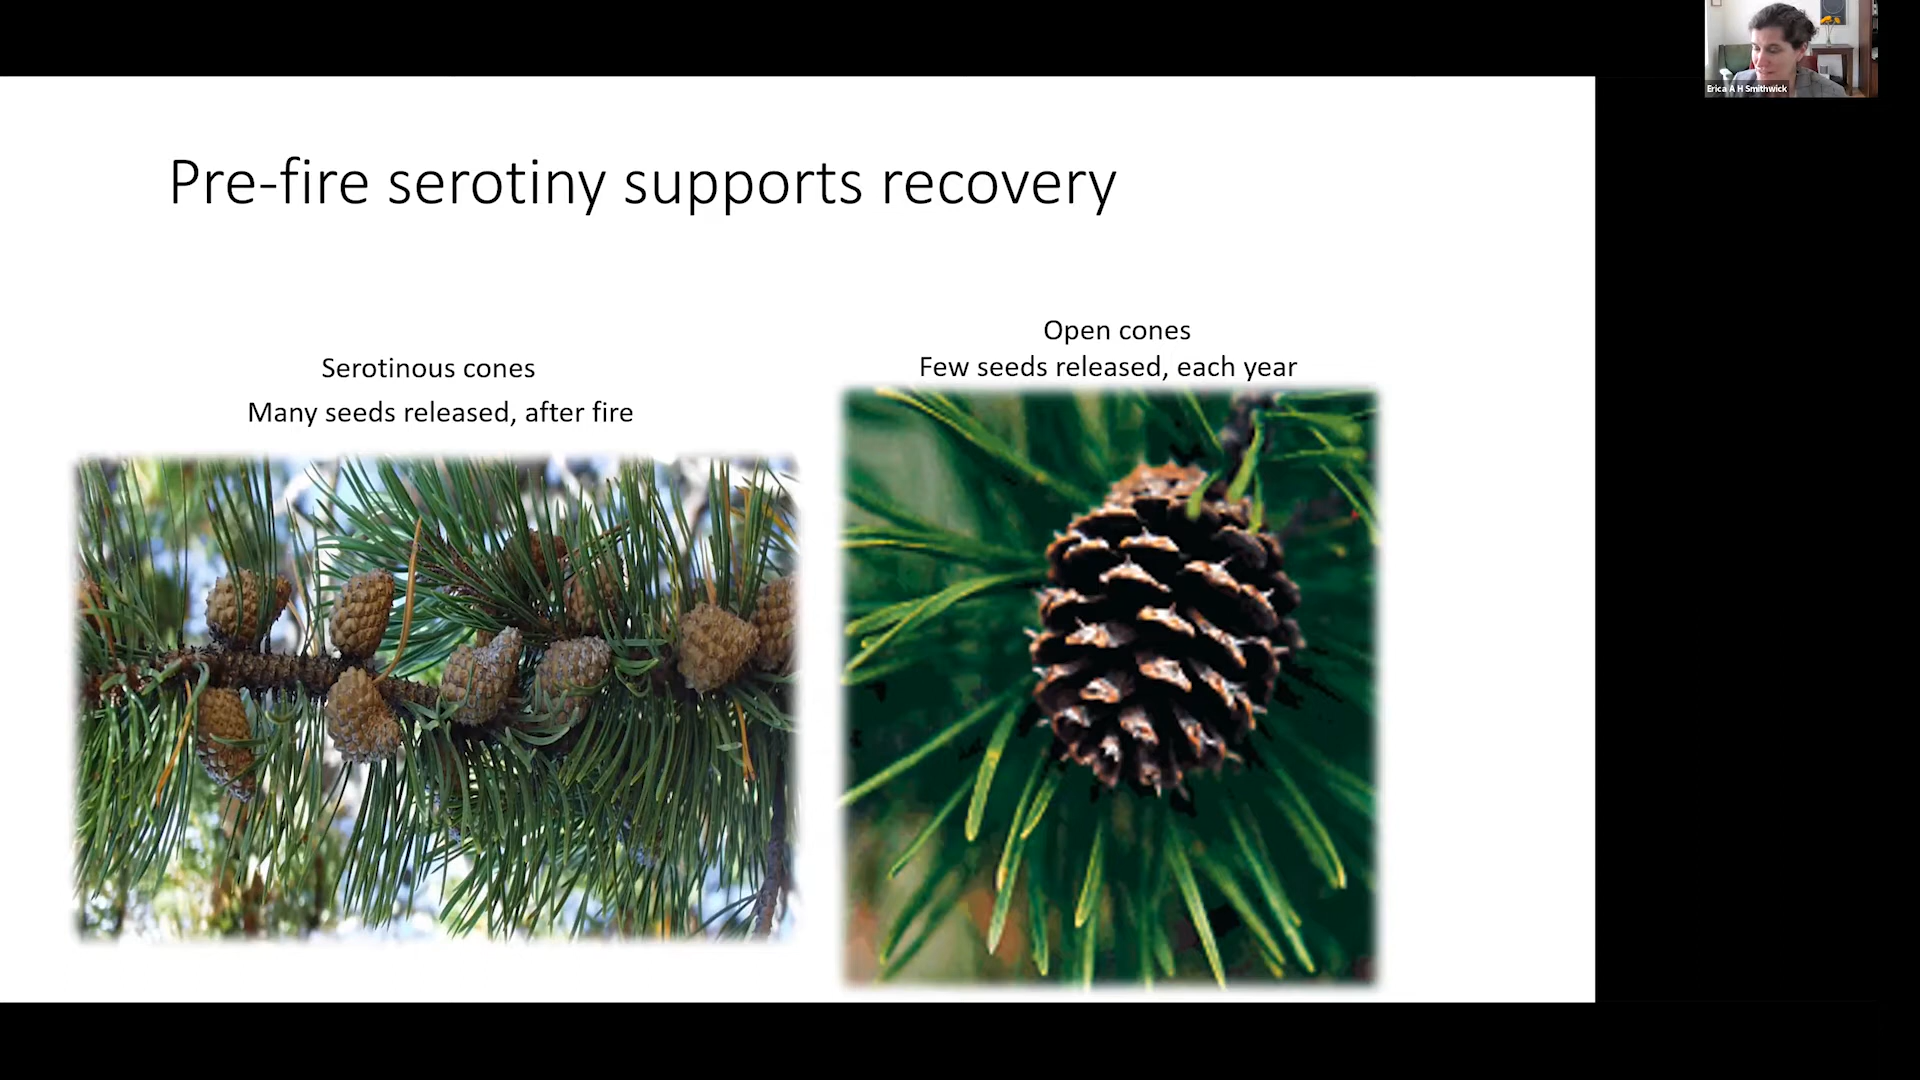 Erica A H Smithwick
Pre-fire serotiny supports recovery
Serotinous cones
Many seeds released, after fire
Open cones
Few seeds released, each year